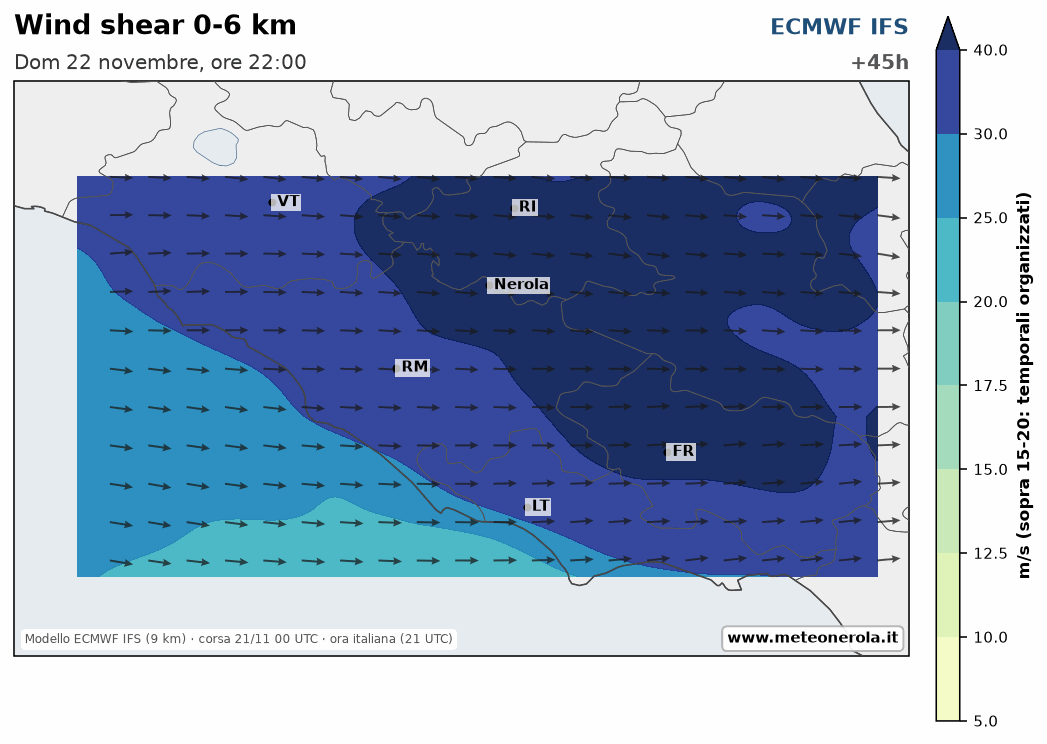 Wind shear 0-6 km
ECMWF IFS
Dom 22 novembre, ore 22:00
+45h
VT
RI
Nerola
RM
FR
LT
Modello ECMWF IFS (9 km) · corsa 21/11 00 UTC · ora italiana (21 UTC)
www.meteonerola.it
40.0
30.0
25.0
20.0
17.5
15.0
12.5
10.0
5.0
m/s (sopra 15-20: temporali organizzati)